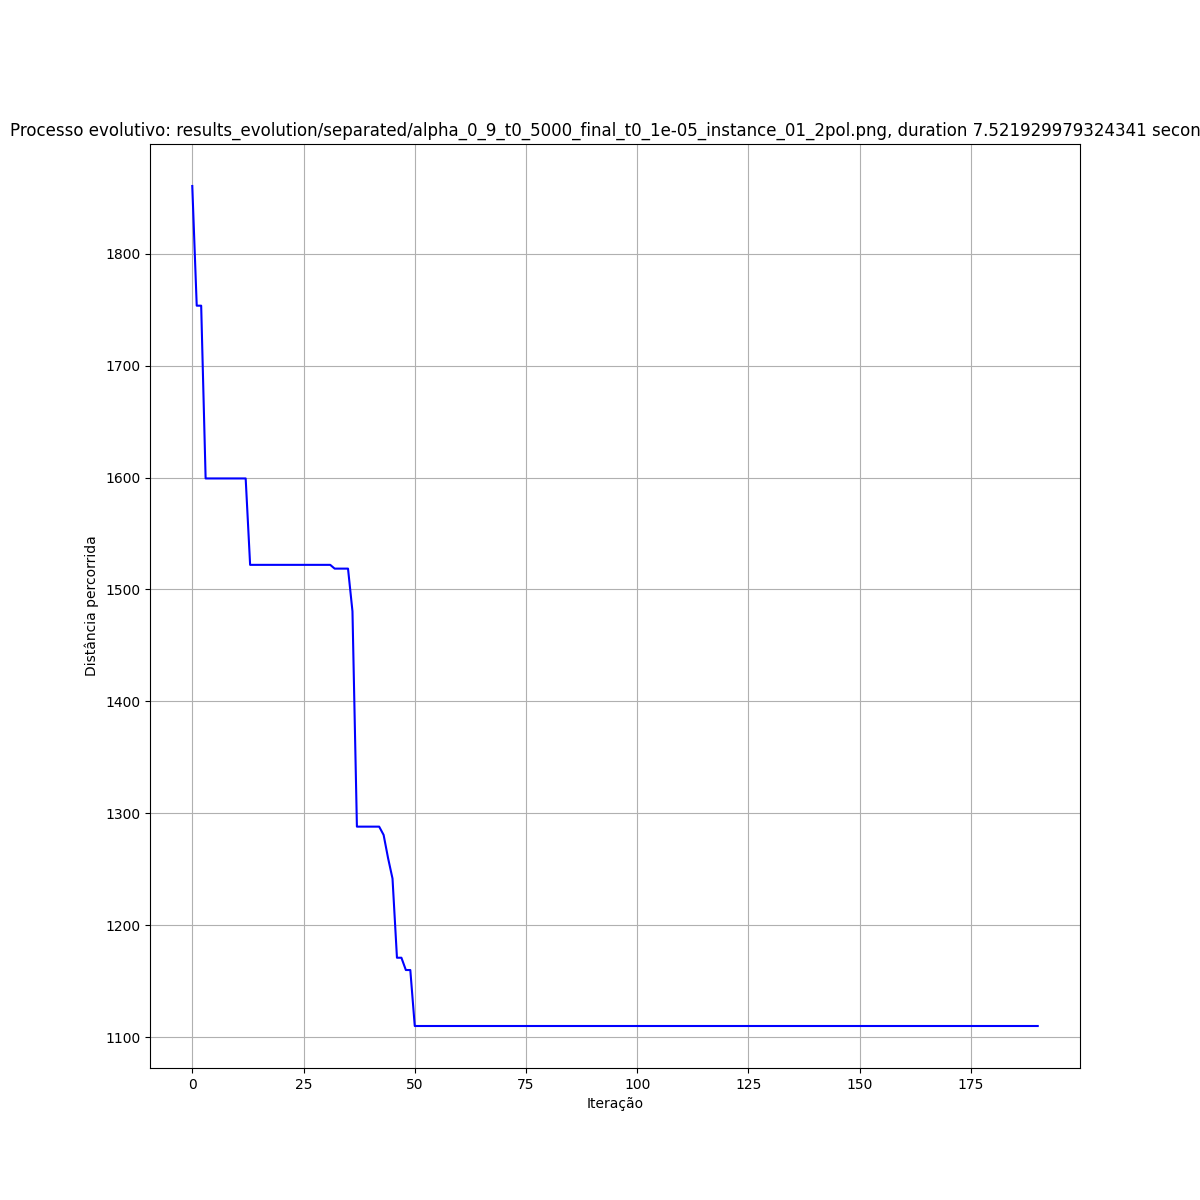 Processo evolutivo: results_evolution/separated/alpha_0_9_t0_5000_final_t0_1e-05_instance_01_2pol.png, duration 7.521929979324341 secon
1800
1700
1600
1500
1400
1300
1200
1100
Distância percorrida
0 25 50 75 100 125 150 175
Iteração